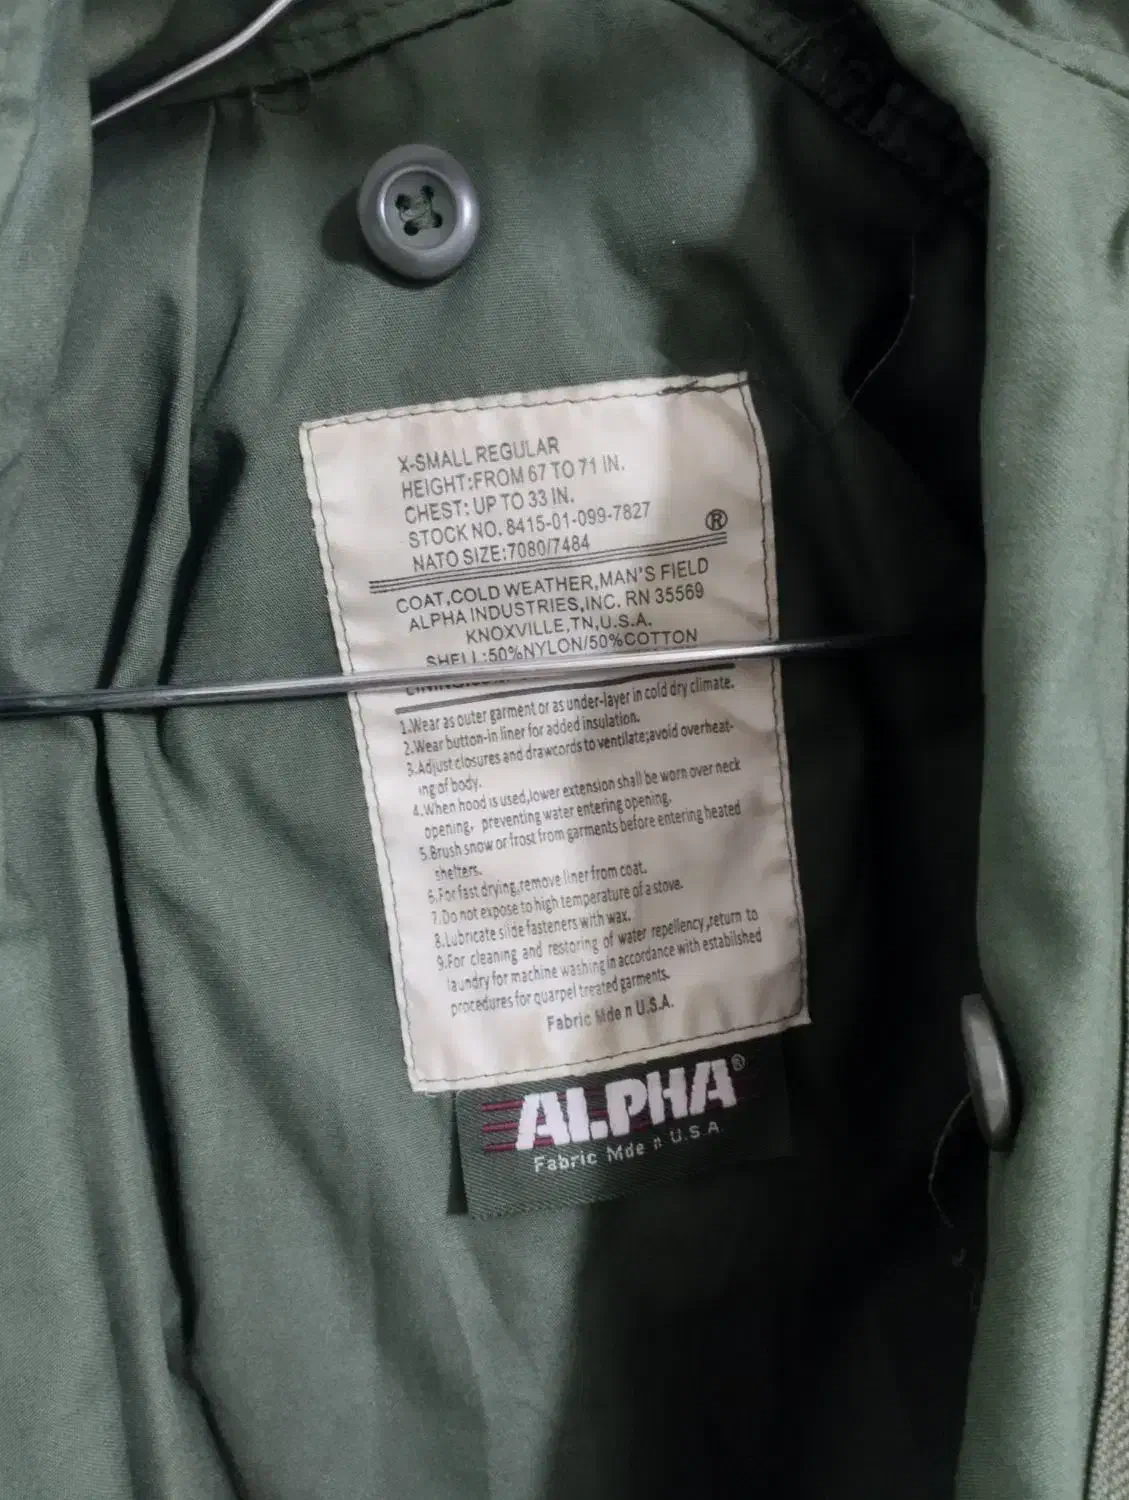 X-SMALL REGULAR
HEIGHT:FROM 67 TO 71 IN.
CHEST: UP TO 33 IN.
STOCK NO. 8415-01-099-7827
NATO SIZE:7080/7484
®
COAT,COLD WEATHER,MAN'S FIELD
ALPHA INDUSTRIES,INC. RN 35569
KNOXVILLE,TN,U.S.A.
SHELL:50%NYLON/50%COTTON
1.Wear as outer garment or as under-layer in cold dry climate.
2.Wear button-in liner for added insulation.
3.Adjust closures and drawcords to ventilate;avoid overheat-
ing of body.
4.When hood is used,lower extension shall be worn over neck
opening, preventing water entering opening.
5.Brush snow or frost from garments before entering heated
shelters.
6.For fast drying,remove liner from coat.
7.Do not expose to high temperature of a stove.
8.Lubricate slide fasteners with wax.
9.For cleaning and restoring of water repellency,return to
laundry for machine washing in accordance with estabilshed
procedures for quarpel treated garments.
Fabric Mde n U.S.A.
ALPHA®
Fabric Mde n U.S.A.